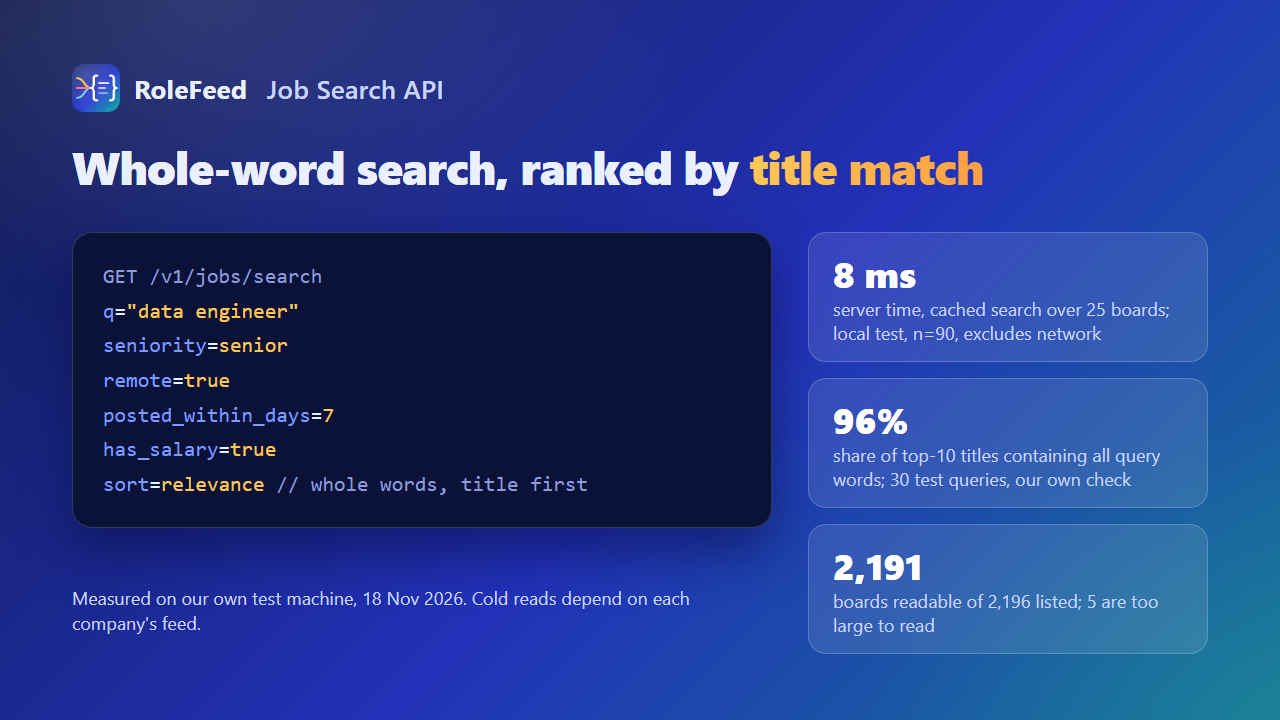 RoleFeed Job Search API
Whole-word search, ranked by title match
GET /v1/jobs/search
q="data engineer"
seniority=senior
remote=true
posted_within_days=7
has_salary=true
sort=relevance // whole words, title first
8 ms
server time, cached search over 25 boards;
local test, n=90, excludes network
96%
share of top-10 titles containing all query
words; 30 test queries, our own check
2,191
boards readable of 2,196 listed; 5 are too
large to read
Measured on our own test machine, 18 Nov 2026. Cold reads depend on each
company's feed.